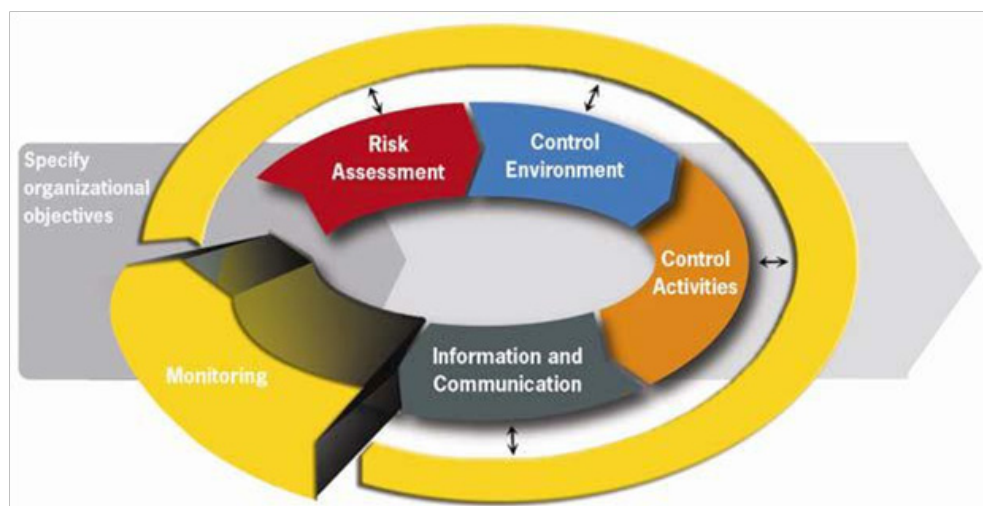 Specify
organizational
objectives
Risk
Assessment
Control
Environment
Control
Activities
Information and
Communication
Monitoring